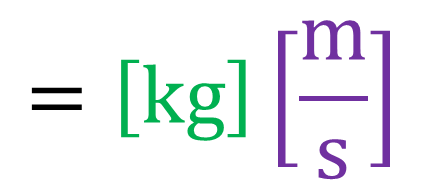 = [kg] [m/s]